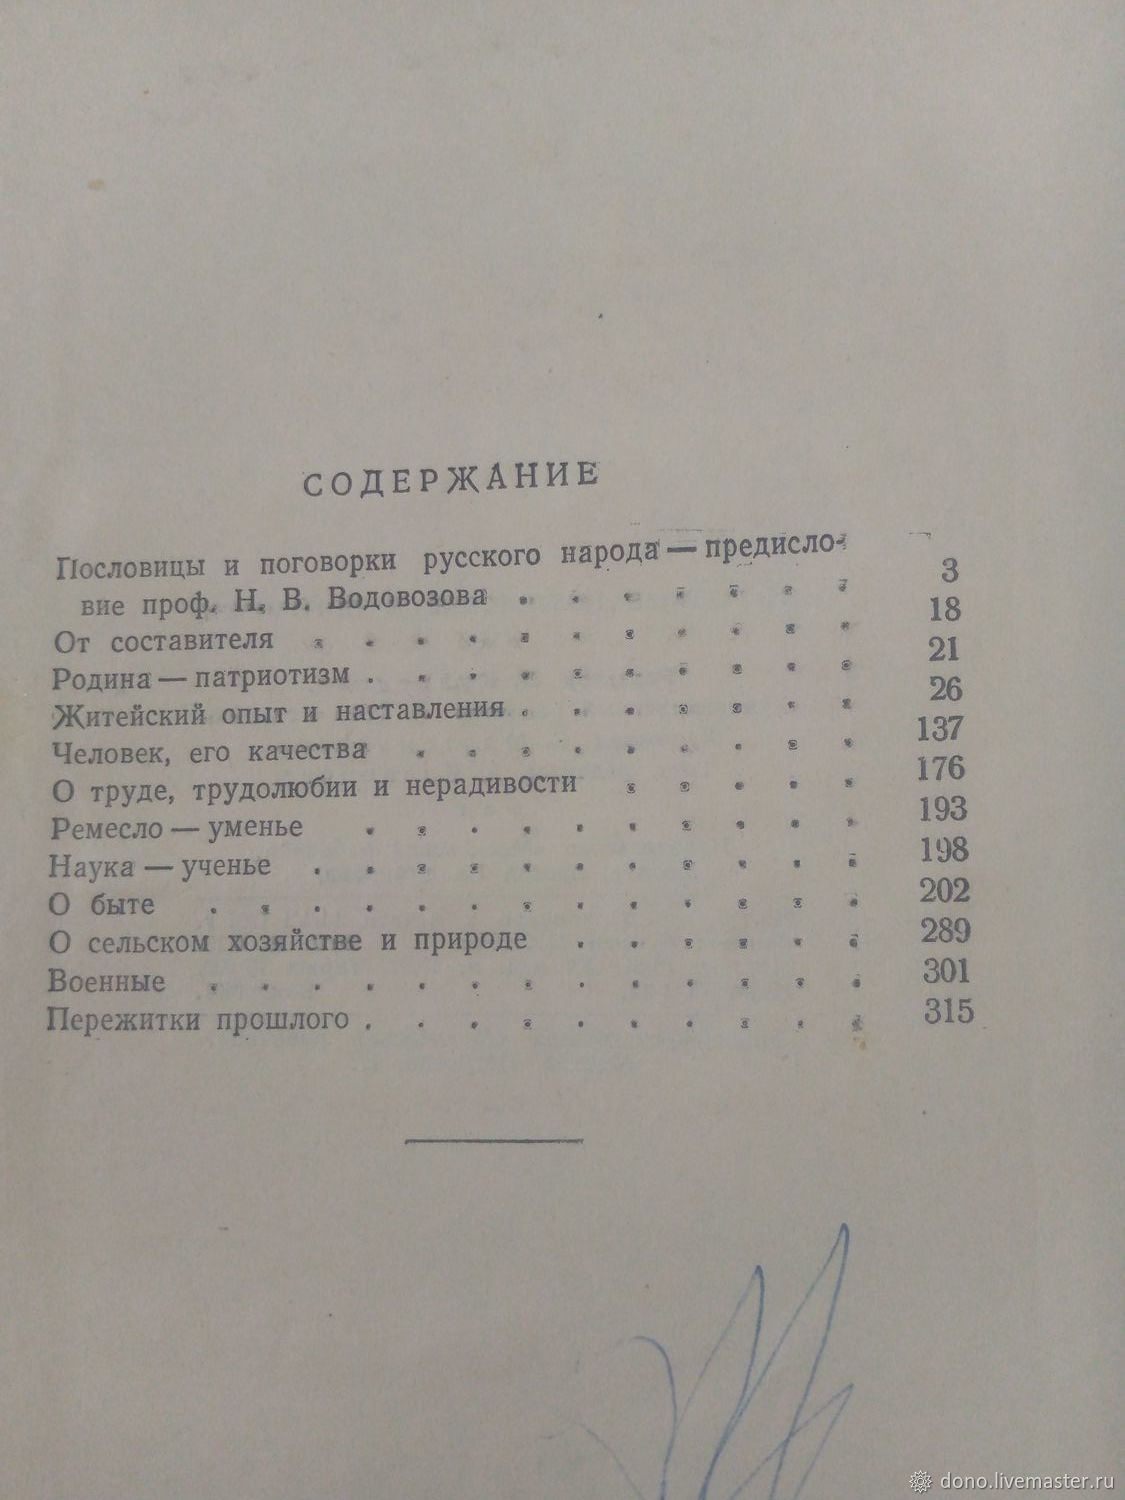 СОДЕРЖАНИЕ
Пословицы и поговорки русского народа — предисло-
вие проф. Н. В. Водовозова . . . . . . . 3
От составителя . . . . . . . . . . . 18
Родина — патриотизм . . . . . . . . . . 21
Житейский опыт и наставления . . . . . . . 26
Человек, его качества . . . . . . . . . 137
О труде, трудолюбии и нерадивости . . . . . 176
Ремесло — уменье . . . . . . . . . . 193
Наука — ученье . . . . . . . . . . . 198
О быте . . . . . . . . . . . . . 202
О сельском хозяйстве и природе . . . . . . 289
Военные . . . . . . . . . . . . . 301
Пережитки прошлого . . . . . . . . . . 315
dono.livemaster.ru